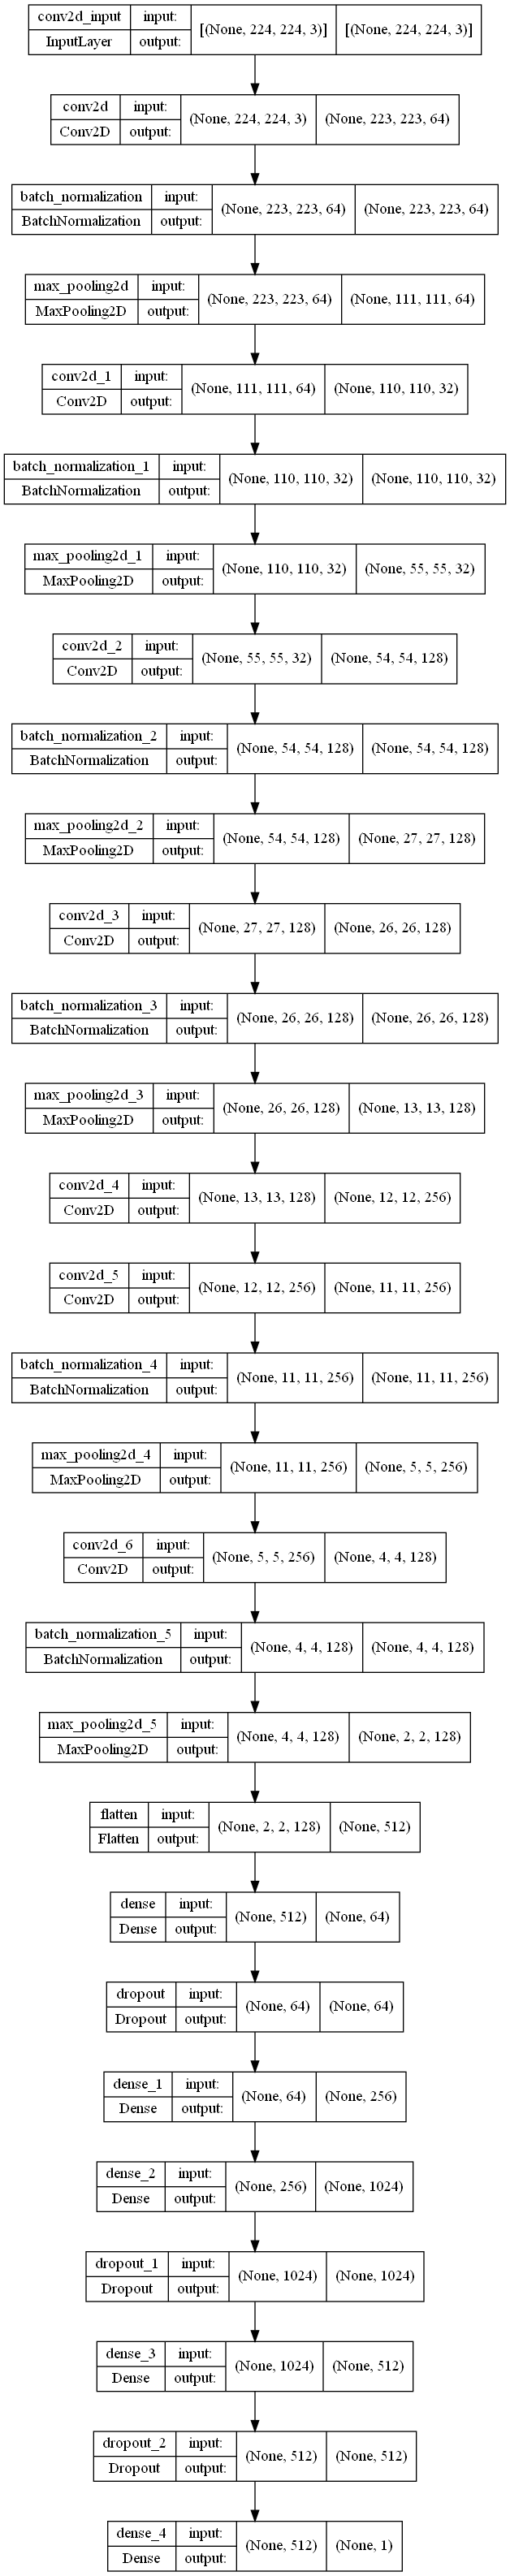 conv2d_input input: [(None, 224, 224, 3)] [(None, 224, 224, 3)]
InputLayer output:
conv2d input: (None, 224, 224, 3) (None, 223, 223, 64)
Conv2D output:
batch_normalization input: (None, 223, 223, 64) (None, 223, 223, 64)
BatchNormalization output:
max_pooling2d input: (None, 223, 223, 64) (None, 111, 111, 64)
MaxPooling2D output:
conv2d_1 input: (None, 111, 111, 64) (None, 110, 110, 32)
Conv2D output:
batch_normalization_1 input: (None, 110, 110, 32) (None, 110, 110, 32)
BatchNormalization output:
max_pooling2d_1 input: (None, 110, 110, 32) (None, 55, 55, 32)
MaxPooling2D output:
conv2d_2 input: (None, 55, 55, 32) (None, 54, 54, 128)
Conv2D output:
batch_normalization_2 input: (None, 54, 54, 128) (None, 54, 54, 128)
BatchNormalization output:
max_pooling2d_2 input: (None, 54, 54, 128) (None, 27, 27, 128)
MaxPooling2D output:
conv2d_3 input: (None, 27, 27, 128) (None, 26, 26, 128)
Conv2D output:
batch_normalization_3 input: (None, 26, 26, 128) (None, 26, 26, 128)
BatchNormalization output:
max_pooling2d_3 input: (None, 26, 26, 128) (None, 13, 13, 128)
MaxPooling2D output:
conv2d_4 input: (None, 13, 13, 128) (None, 12, 12, 256)
Conv2D output:
conv2d_5 input: (None, 12, 12, 256) (None, 11, 11, 256)
Conv2D output:
batch_normalization_4 input: (None, 11, 11, 256) (None, 11, 11, 256)
BatchNormalization output:
max_pooling2d_4 input: (None, 11, 11, 256) (None, 5, 5, 256)
MaxPooling2D output:
conv2d_6 input: (None, 5, 5, 256) (None, 4, 4, 128)
Conv2D output:
batch_normalization_5 input: (None, 4, 4, 128) (None, 4, 4, 128)
BatchNormalization output:
max_pooling2d_5 input: (None, 4, 4, 128) (None, 2, 2, 128)
MaxPooling2D output:
flatten input: (None, 2, 2, 128) (None, 512)
Flatten output:
dense input: (None, 512) (None, 64)
Dense output:
dropout input: (None, 64) (None, 64)
Dropout output:
dense_1 input: (None, 64) (None, 256)
Dense output:
dense_2 input: (None, 256) (None, 1024)
Dense output:
dropout_1 input: (None, 1024) (None, 1024)
Dropout output:
dense_3 input: (None, 1024) (None, 512)
Dense output:
dropout_2 input: (None, 512) (None, 512)
Dropout output:
dense_4 input: (None, 512) (None, 1)
Dense output: